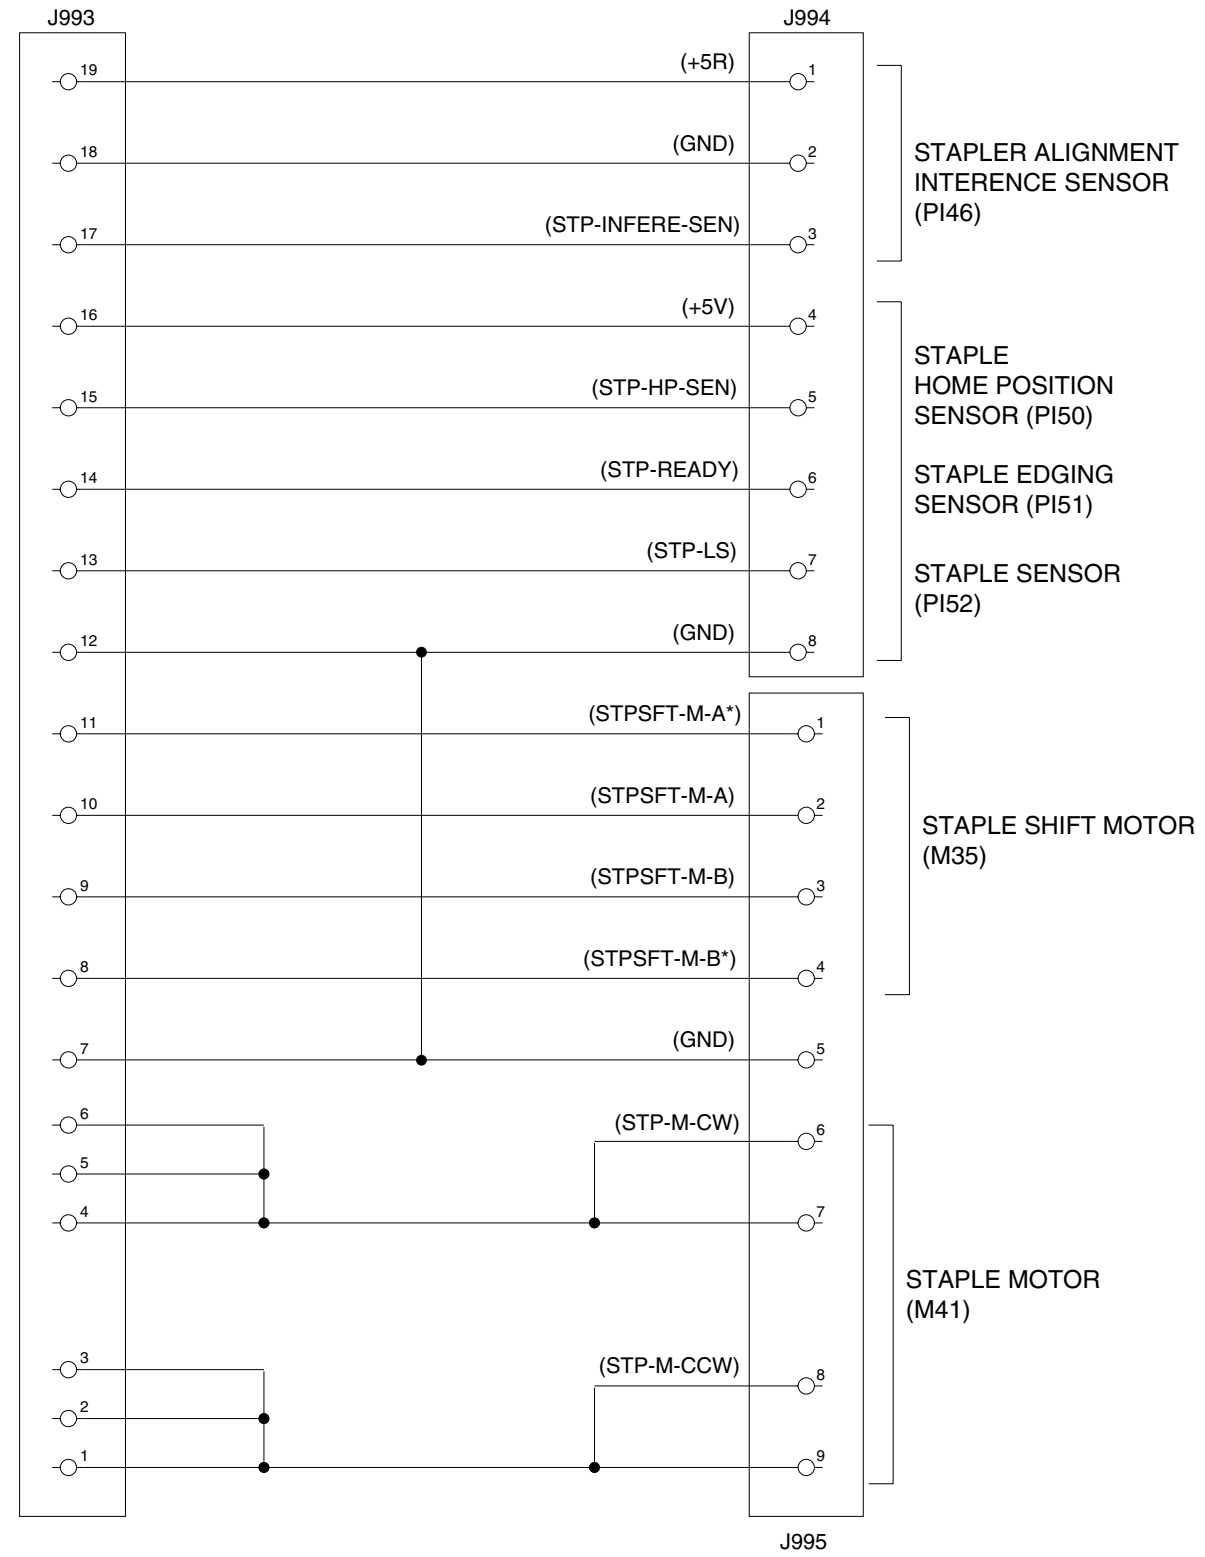 J993 J994
19 (+5R) 1
18 (GND) 2
STAPLER ALIGNMENT
INTERENCE SENSOR
(PI46)
17 (STP-INFERE-SEN) 3
16 (+5V) 4
STAPLE
HOME POSITION
SENSOR (PI50)
15 (STP-HP-SEN) 5
14 (STP-READY) 6
STAPLE EDGING
SENSOR (PI51)
13 (STP-LS) 7
STAPLE SENSOR
(PI52)
12 (GND) 8
11 (STPSFT-M-A*) 1
10 (STPSFT-M-A) 2
STAPLE SHIFT MOTOR
(M35)
9 (STPSFT-M-B) 3
8 (STPSFT-M-B*) 4
7 (GND) 5
6 (STP-M-CW) 6
5
4 7
STAPLE MOTOR
(M41)
3 (STP-M-CCW) 8
2
1 9
J995